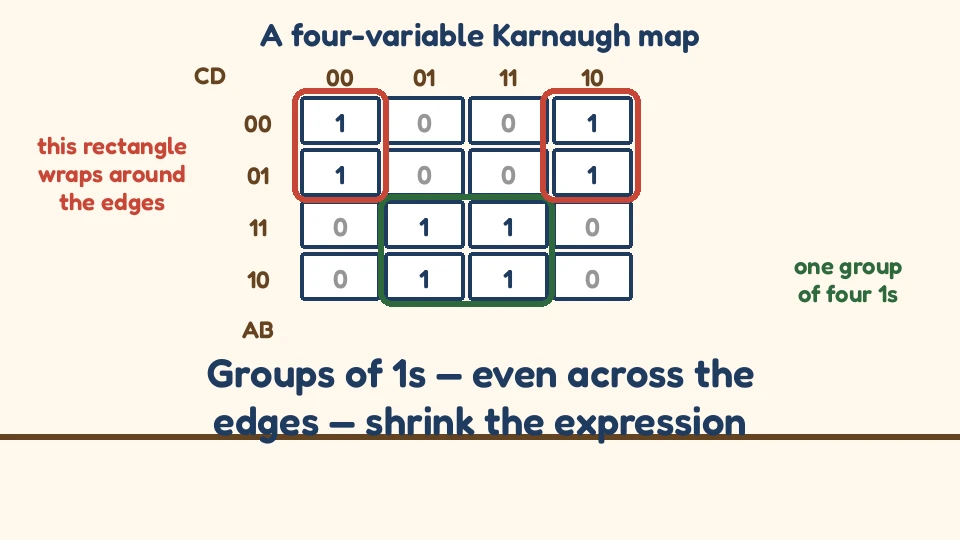 A four-variable Karnaugh map
CD 00 01 11 10
00 1 0 0 1
this rectangle
wraps around
the edges
01 1 0 0 1
11 0 1 1 0
10 0 1 1 0
one group
of four 1s
AB
Groups of 1s – even across the
edges – shrink the expression